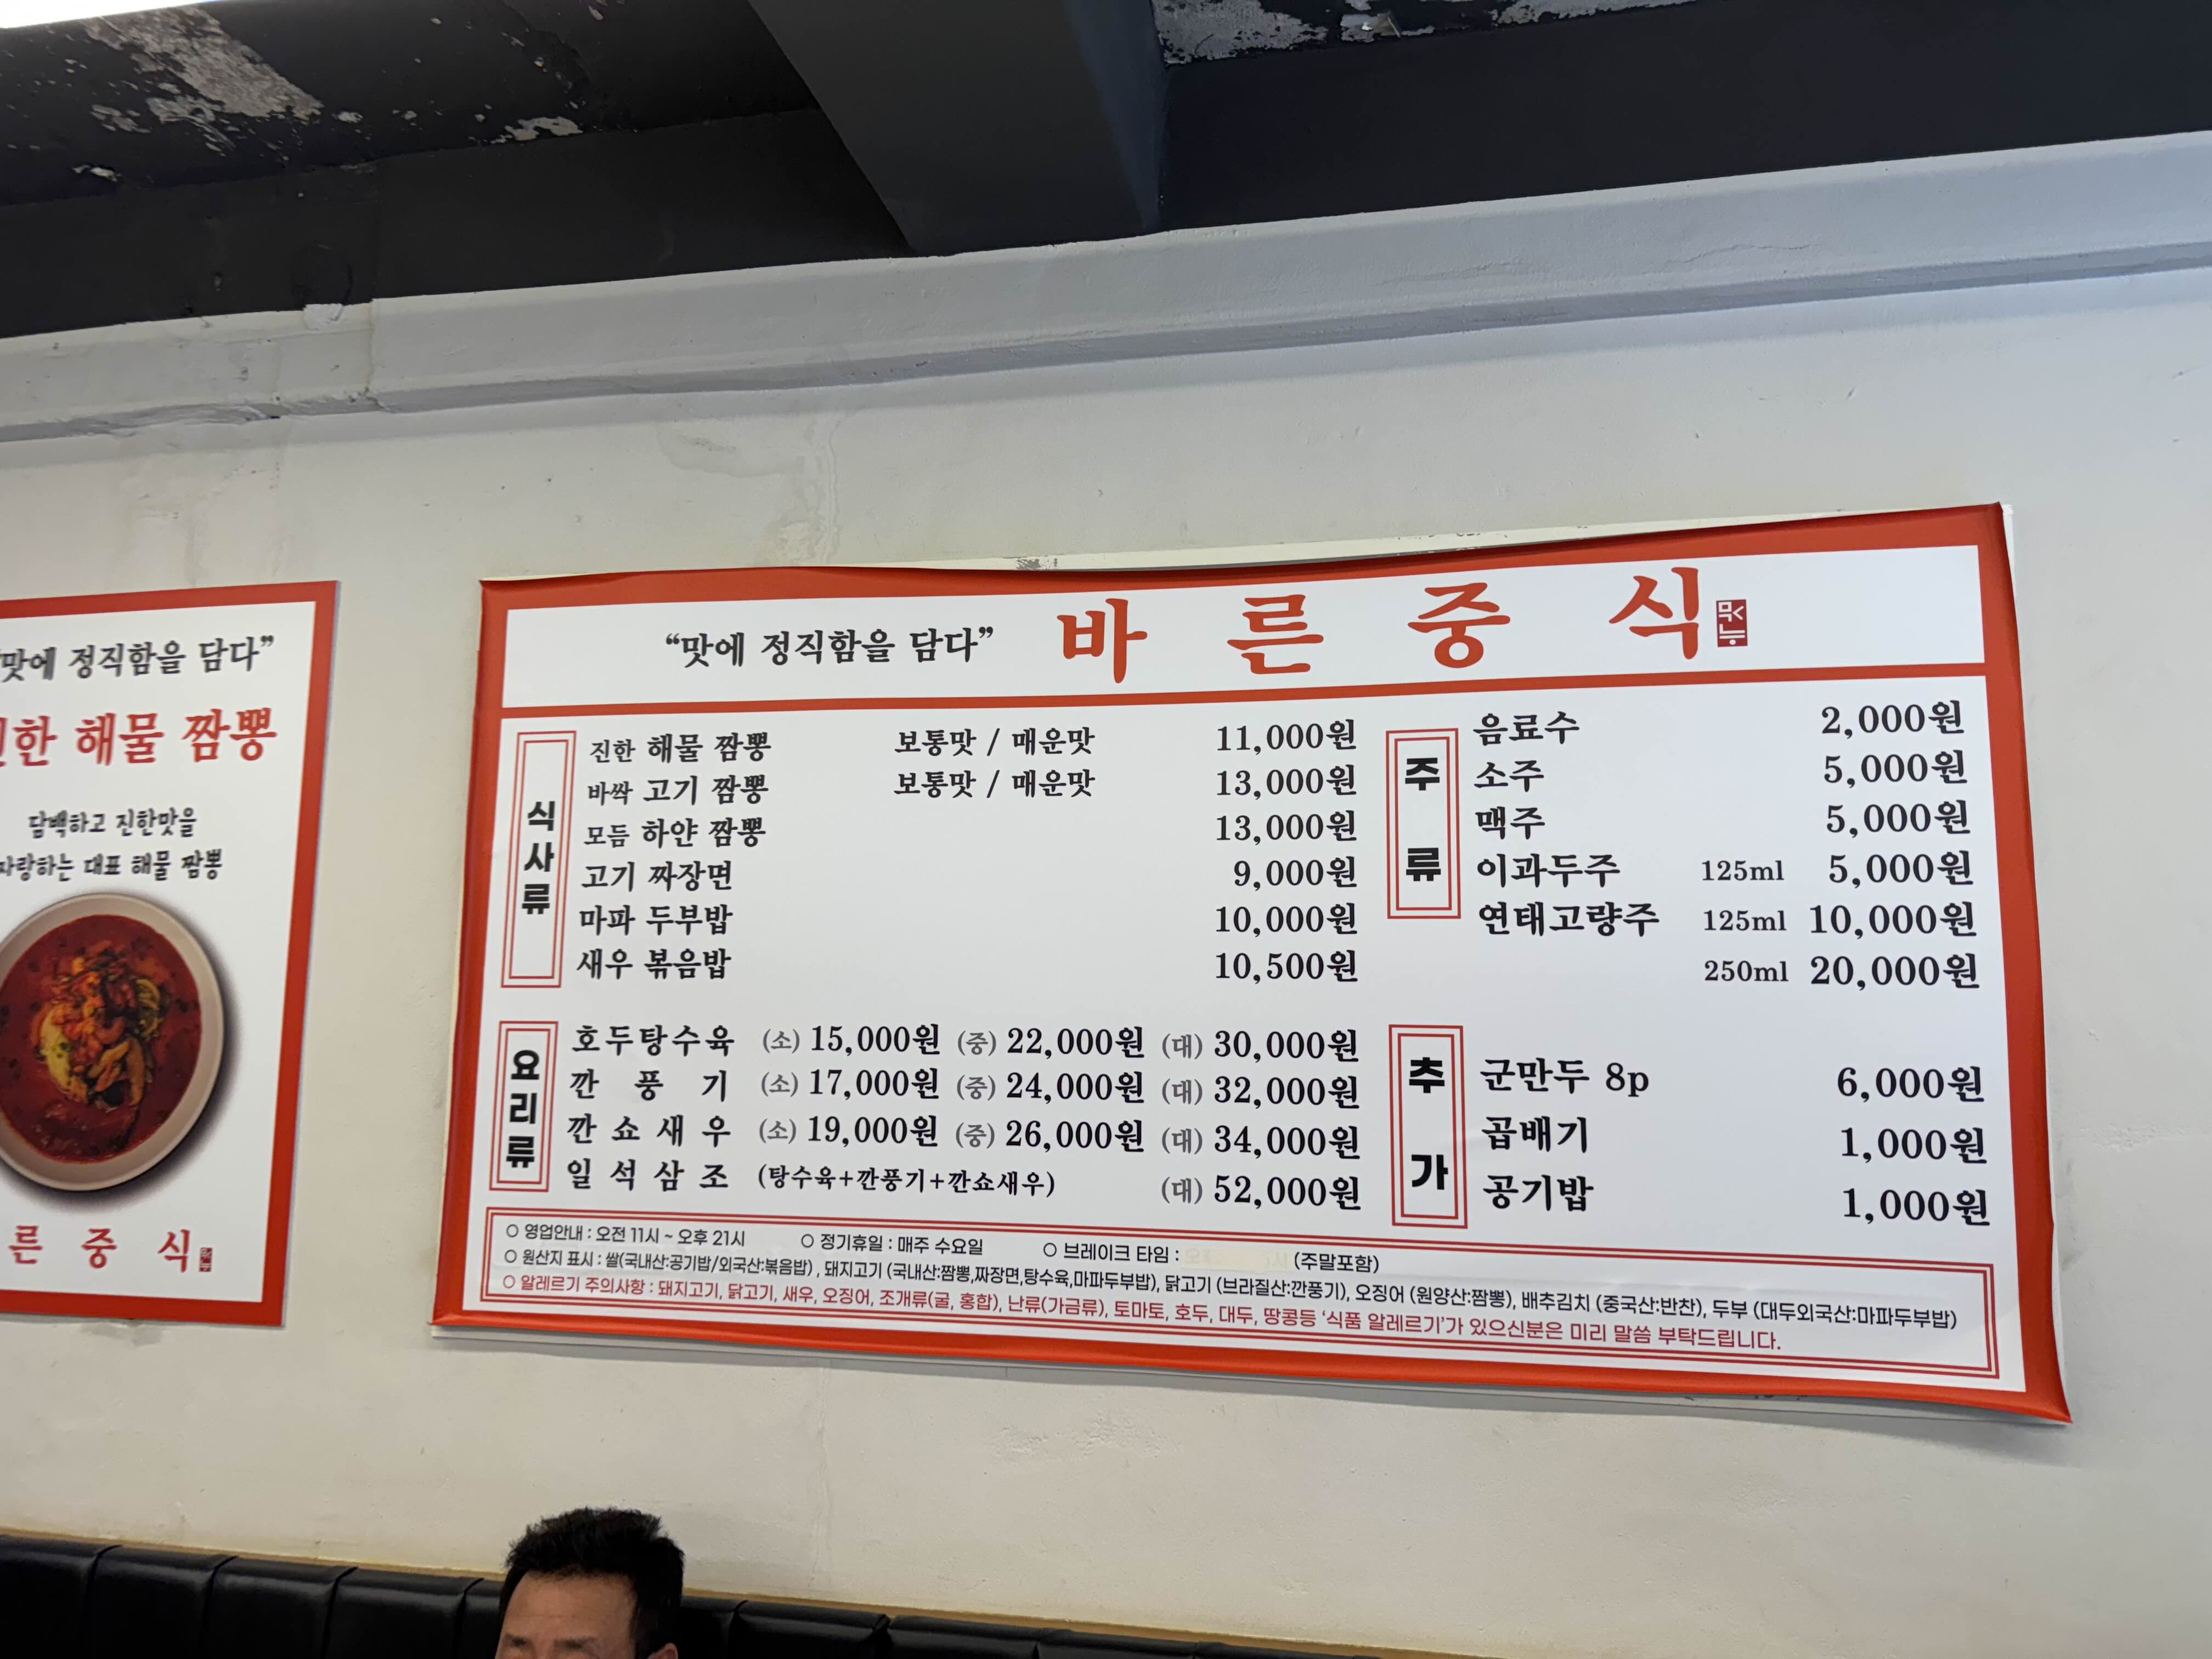 맛에 정직함을 담다”
한 해물 짬뽕
담백하고 진한맛을
자랑하는 대표 해물 짬뽕
른 중 식
“맛에 정직함을 담다” 바 른 중 식
식사류
진한 해물 짬뽕 보통맛 / 매운맛 11,000원
바싹 고기 짬뽕 보통맛 / 매운맛 13,000원
모듬 하얀 짬뽕 13,000원
고기 짜장면 9,000원
마파 두부밥 10,000원
새우 볶음밥 10,500원
주류
음료수 2,000원
소주 5,000원
맥주 5,000원
이과두주 125ml 5,000원
연태고량주 125ml 10,000원
250ml 20,000원
요리류
호두탕수육 (소) 15,000원 (중) 22,000원 (대) 30,000원
깐 풍 기 (소) 17,000원 (중) 24,000원 (대) 32,000원
깐 쇼 새 우 (소) 19,000원 (중) 26,000원 (대) 34,000원
일 석 삼 조 (탕수육+깐풍기+깐쇼새우) (대) 52,000원
추가
군만두 8p 6,000원
곱배기 1,000원
공기밥 1,000원
○ 영업안내 : 오전 11시 ~ 오후 21시 ○ 정기휴일 : 매주 수요일 ○ 브레이크 타임 : (주말포함)
○ 원산지 표시 : 쌀(국내산:공기밥/외국산:볶음밥) , 돼지고기 (국내산:짬뽕,짜장면,탕수육,마파두부밥), 닭고기 (브라질산:깐풍기), 오징어 (원양산:짬뽕), 배추김치 (중국산:반찬), 두부 (대두외국산:마파두부밥)
○ 알레르기 주의사항 : 돼지고기, 닭고기, 새우, 오징어, 조개류(굴, 홍합), 난류(가금류), 토마토, 호두, 대두, 땅콩등 ‘식품 알레르기’가 있으신분은 미리 말씀 부탁드립니다.